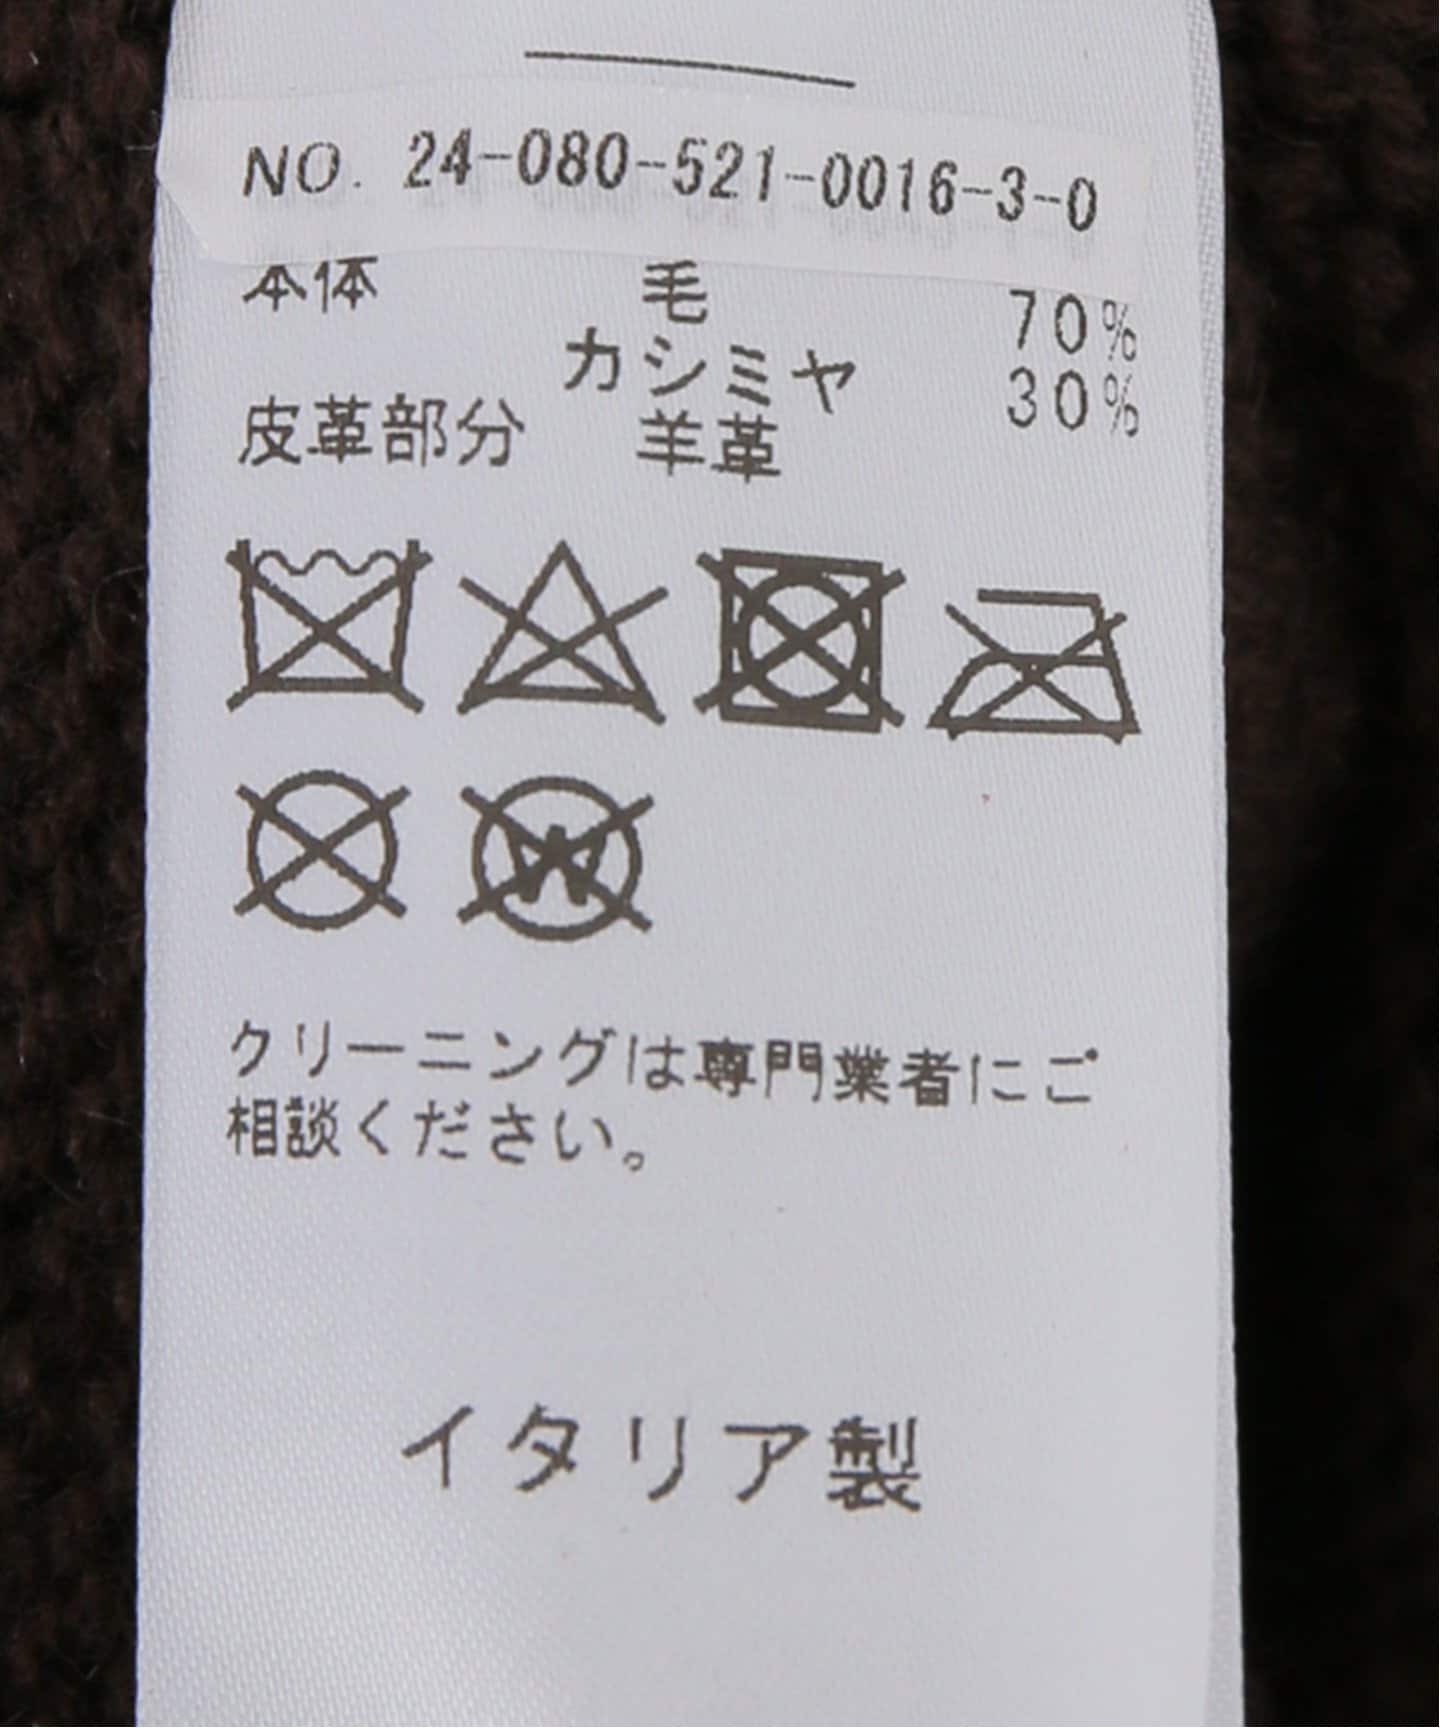 NO. 24-080-521-0016-3-0
本体 毛 70%
カシミヤ 30%
皮革部分 羊革
W
クリーニングは専門業者にご
相談ください。
イタリア製